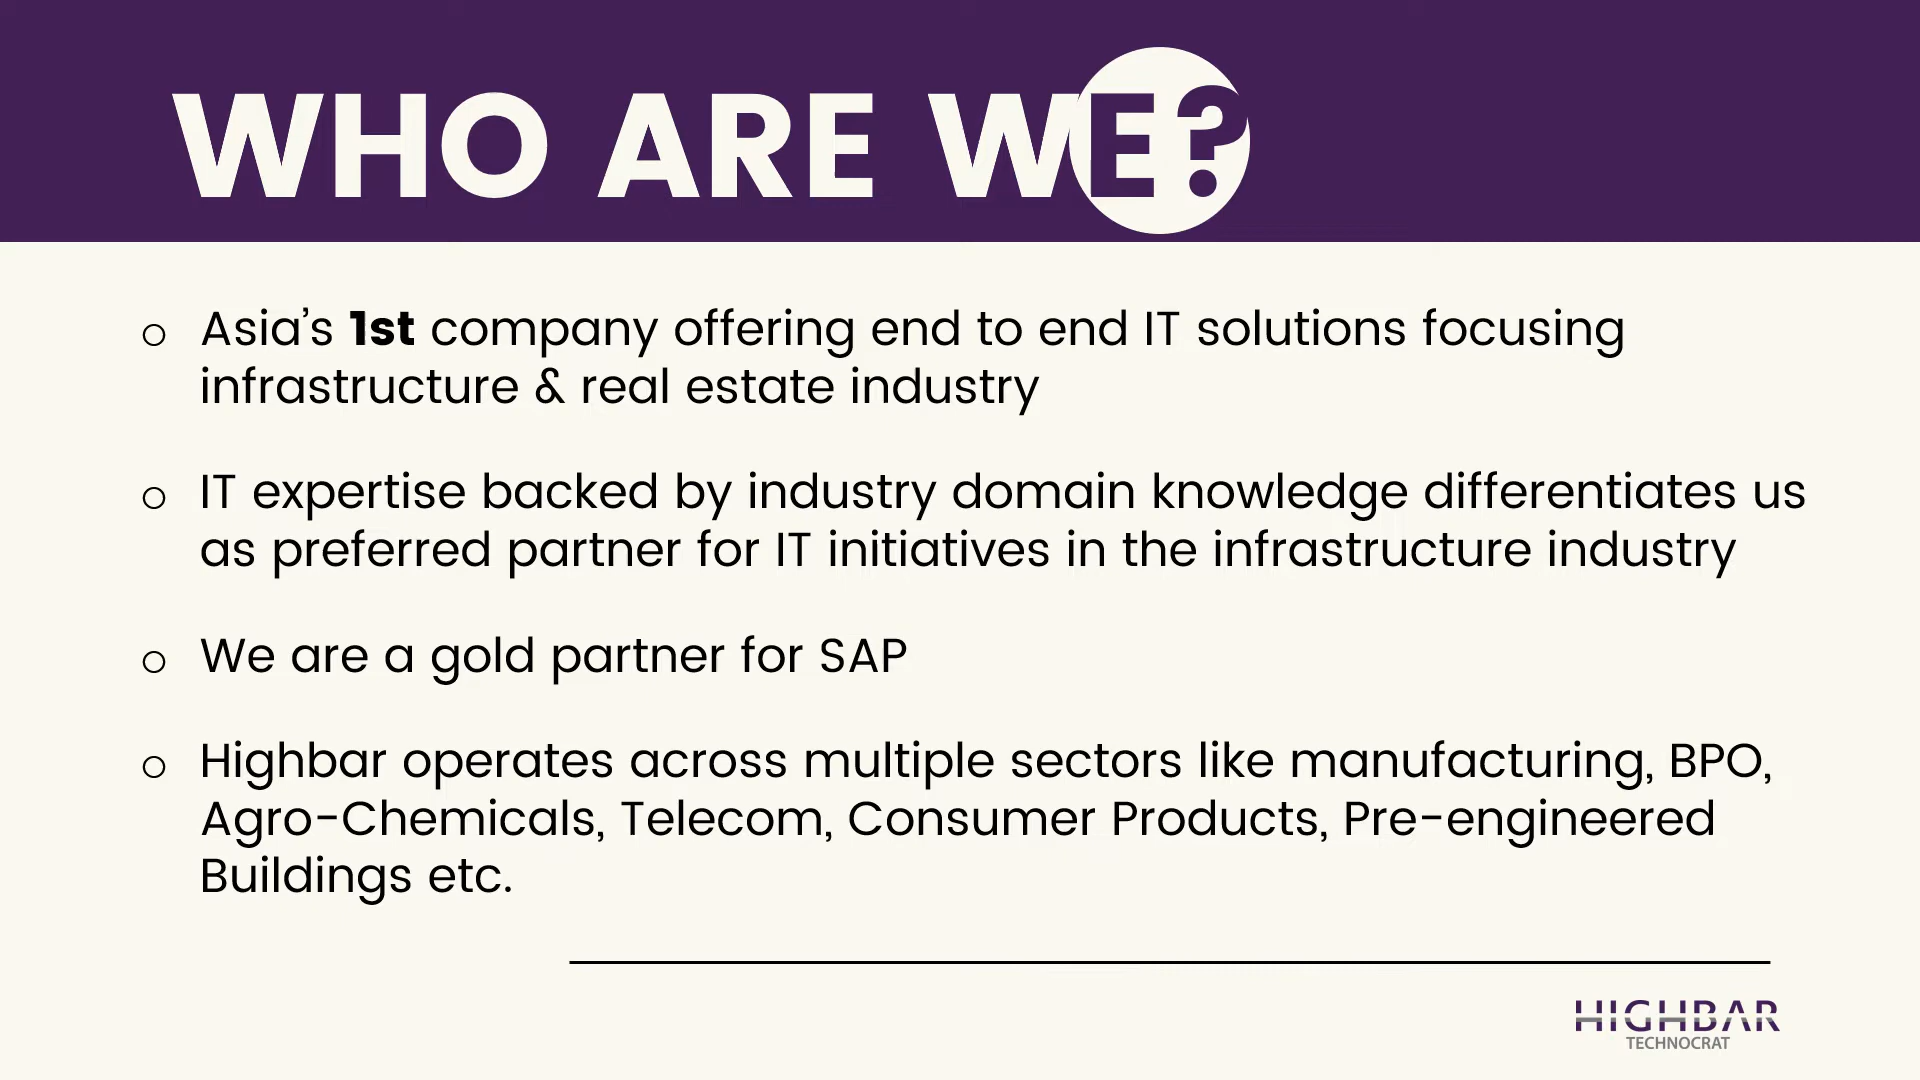 WHO ARE WE?
Asia’s 1st company offering end to end IT solutions focusing
infrastructure & real estate industry
IT expertise backed by industry domain knowledge differentiates us
as preferred partner for IT initiatives in the infrastructure industry
We are a gold partner for SAP
Highbar operates across multiple sectors like manufacturing, BPO,
Agro-Chemicals, Telecom, Consumer Products, Pre-engineered
Buildings etc.
HIGHBAR
TECHNOCRAT